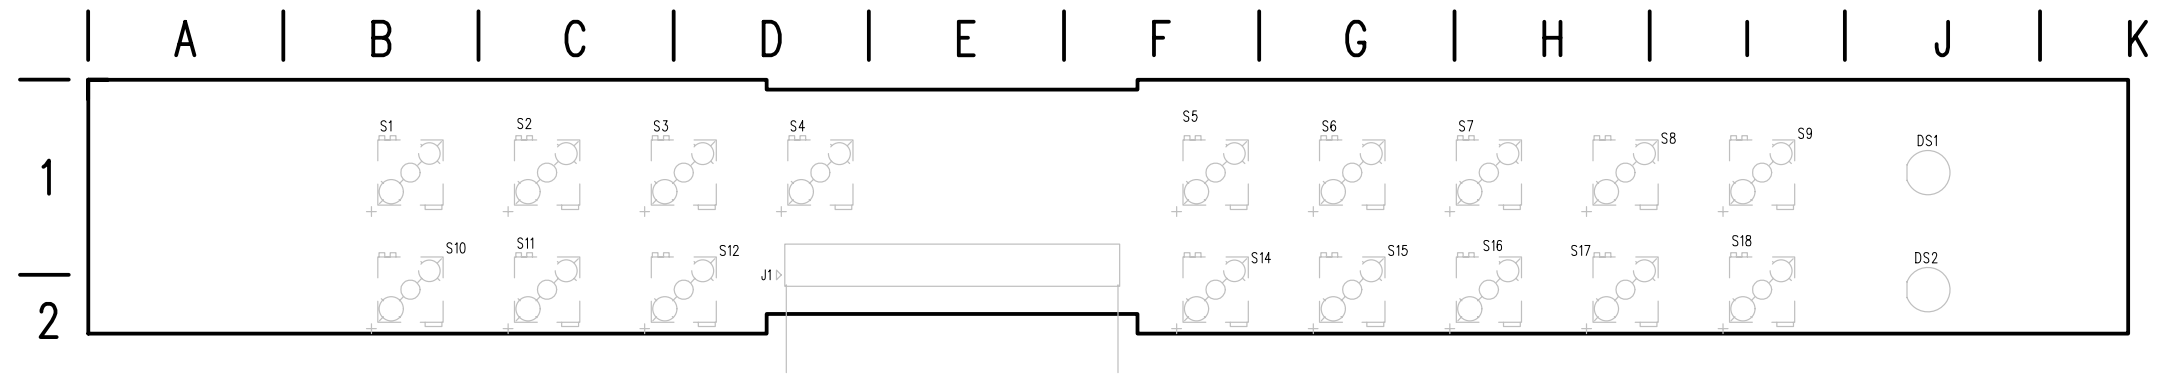 A B C D E F G H I J K
1
S1 S2 S3 S4 S5 S6 S7 S8 S9 DS1
S10 S11 S12 J1 S14 S15 S16 S17 S18 DS2
2